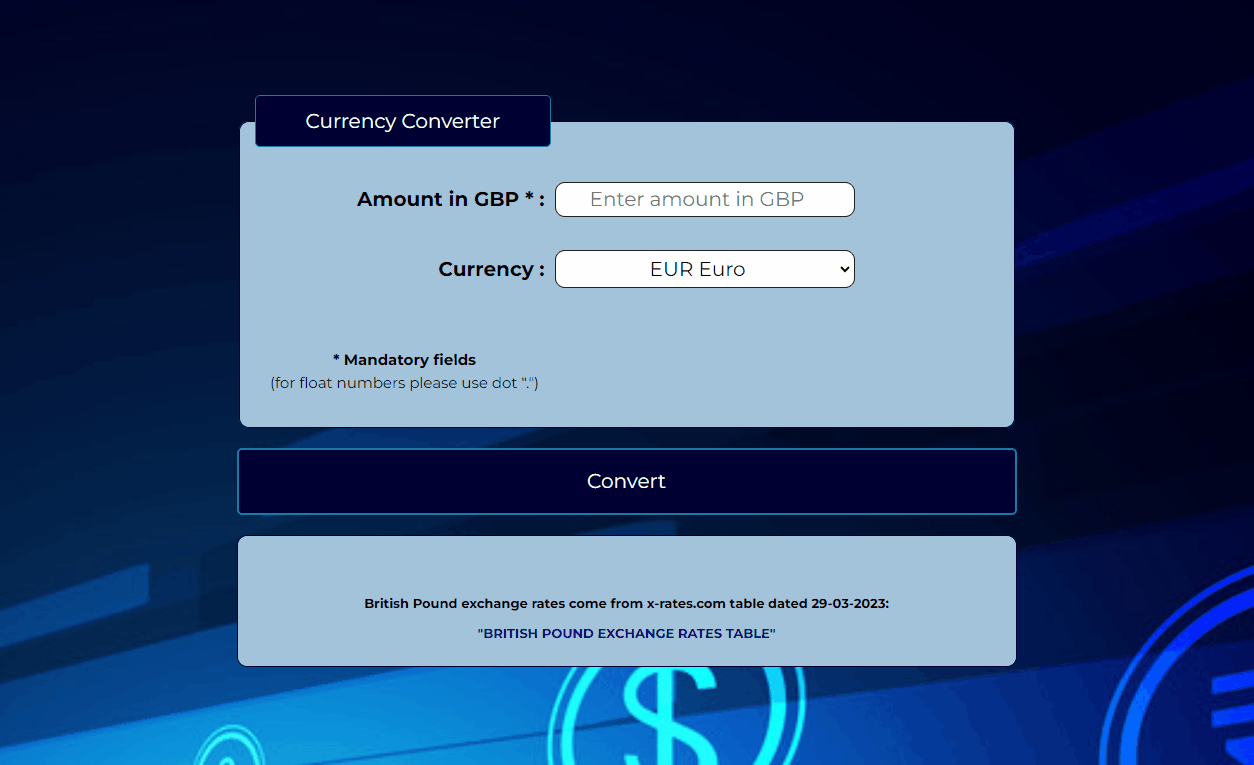 Currency Converter
Amount in GBP * :
Enter amount in GBP
Currency :
EUR Euro
* Mandatory fields
(for float numbers please use dot ".")
Convert
British Pound exchange rates come from x-rates.com table dated 29-03-2023:
"BRITISH POUND EXCHANGE RATES TABLE"